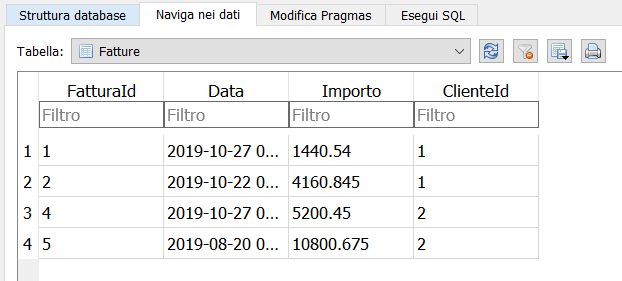 Struttura database Naviga nei dati Modifica Pragmas Esegui SQL
Tabella: Fatture
FatturaId Data Importo ClienteId
Filtro Filtro Filtro Filtro
1 1 2019-10-27 0... 1440.54 1
2 2 2019-10-22 0... 4160.845 1
3 4 2019-10-27 0... 5200.45 2
4 5 2019-08-20 0... 10800.675 2